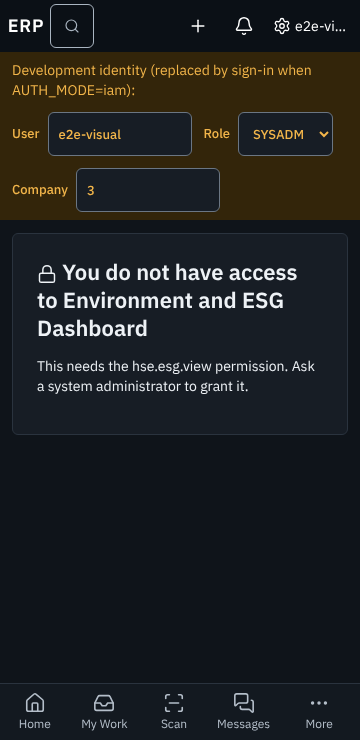 ERP
e2e-vi...
Development identity (replaced by sign-in when
AUTH_MODE=iam):
User e2e-visual Role SYSADM
Company 3
You do not have access
to Environment and ESG
Dashboard
This needs the hse.esg.view permission. Ask
a system administrator to grant it.
Home My Work Scan Messages More